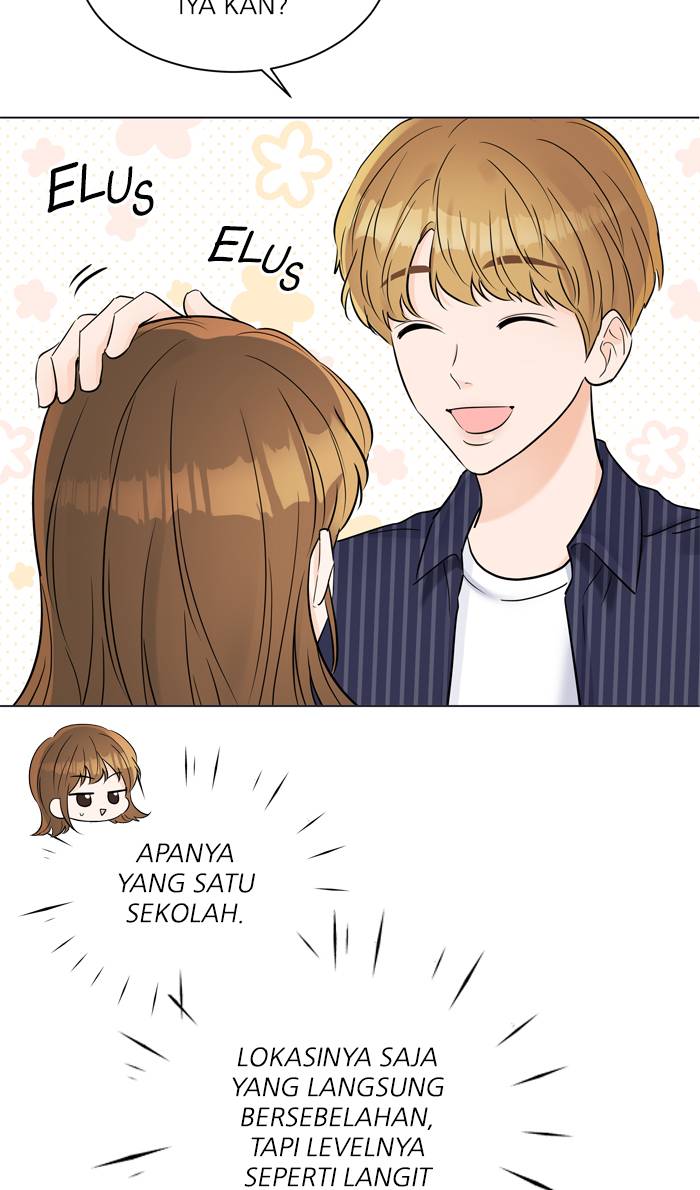 IYA KAN?
ELUS
ELUS
APANYA
YANG SATU
SEKOLAH.
LOKASINYA SAJA
YANG LANGSUNG
BERSEBELAHAN,
TAPI LEVELNYA
SEPERTI LANGIT